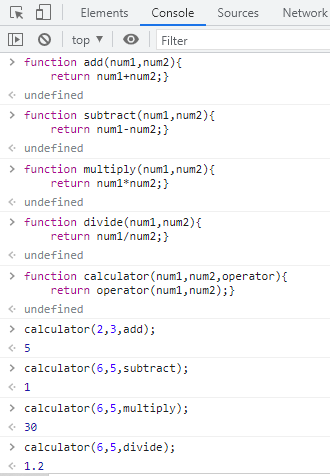 Elements Console Sources Network
top Filter
> function add(num1,num2){
return num1+num2;}
< undefined
> function subtract(num1,num2){
return num1-num2;}
< undefined
> function multiply(num1,num2){
return num1*num2;}
< undefined
> function divide(num1,num2){
return num1/num2;}
< undefined
> function calculator(num1,num2,operator){
return operator(num1,num2);}
< undefined
> calculator(2,3,add);
< 5
> calculator(6,5,subtract);
< 1
> calculator(6,5,multiply);
< 30
> calculator(6,5,divide);
< 1.2